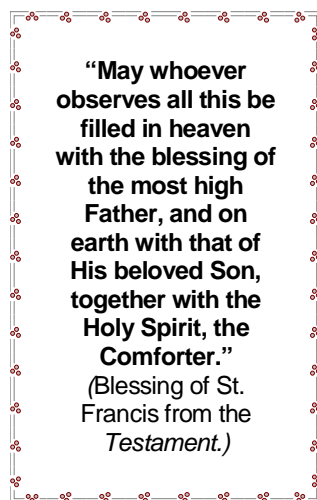 “May whoever
observes all this be
filled in heaven
with the blessing of
the most high
Father, and on
earth with that of
His beloved Son,
together with the
Holy Spirit, the
Comforter.”
(Blessing of St.
Francis from the
Testament.)